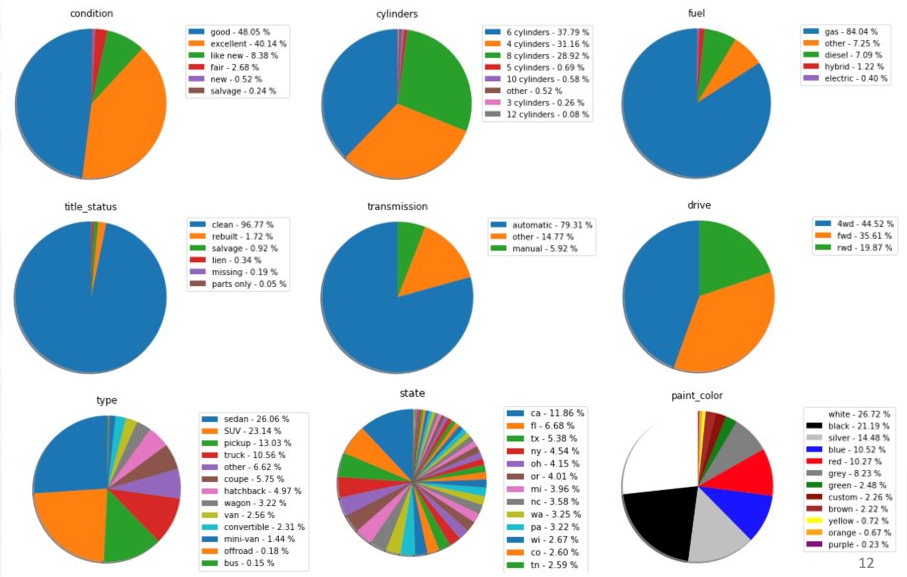 condition
good - 48.05 %
excellent - 40.14 %
like new - 8.38 %
fair - 2.68 %
new - 0.52 %
salvage - 0.24 %
cylinders
6 cylinders - 37.79 %
4 cylinders - 31.16 %
8 cylinders - 28.92 %
5 cylinders - 0.69 %
10 cylinders - 0.58 %
other - 0.52 %
3 cylinders - 0.26 %
12 cylinders - 0.08 %
fuel
gas - 84.04 %
other - 7.25 %
diesel - 7.09 %
hybrid - 1.22 %
electric - 0.40 %
title_status
clean - 96.77 %
rebuilt - 1.72 %
salvage - 0.92 %
lien - 0.34 %
missing - 0.19 %
parts only - 0.05 %
transmission
automatic - 79.31 %
other - 14.77 %
manual - 5.92 %
drive
4wd - 44.52 %
fwd - 35.61 %
rwd - 19.87 %
type
sedan - 26.06 %
SUV - 23.14 %
pickup - 13.03 %
truck - 10.56 %
other - 6.62 %
coupe - 5.75 %
hatchback - 4.97 %
wagon - 3.22 %
van - 2.56 %
convertible - 2.31 %
mini-van - 1.44 %
offroad - 0.18 %
bus - 0.15 %
state
ca - 11.86 %
fl - 6.68 %
tx - 5.38 %
ny - 4.54 %
oh - 4.15 %
or - 4.01 %
mi - 3.96 %
nc - 3.58 %
wa - 3.25 %
pa - 3.22 %
wi - 2.67 %
co - 2.60 %
tn - 2.59 %
paint_color
white - 26.72 %
black - 21.19 %
silver - 14.48 %
blue - 10.52 %
red - 10.27 %
grey - 8.23 %
green - 2.48 %
custom - 2.26 %
brown - 2.22 %
yellow - 0.72 %
orange - 0.67 %
purple - 0.23 %
12